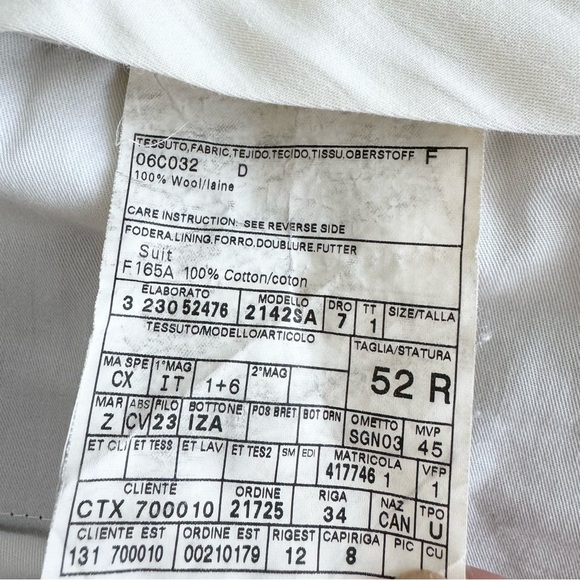 TESSUTO,FABRIC,TEJIDO,TECIDO,TISSU,OBERSTOFF F
06C032 D
100% Wool/laine
CARE INSTRUCTION: SEE REVERSE SIDE
FODERA.LINING.FORRO.DOUBLURE.FUTTER
Suit
F165A 100% Cotton/coton
ELABORATO MODELLO DRO TT SIZE/TALLA
3 230 52476 2142SA 7 1
TESSUTO/MODELLO/ARTICOLO TAGLIA/STATURA
MA SPE 1°MAG 2°MAG
CX IT 1+6 52 R
MAR ABS FILO BOTTONE POS BRET BOT ORN OMETTO MVP
Z CV 23 IZA SGN03 45
ET CLI ET TESS ET LAV ET TES2 SM EDI MATRICOLA VFP
417746 1 1
CLIENTE ORDINE RIGA NAZ TPO
CTX 700010 21725 34 CAN U
CLIENTE EST ORDINE EST RIGEST CAPIRIGA PIC CU
131 700010 00210179 12 8